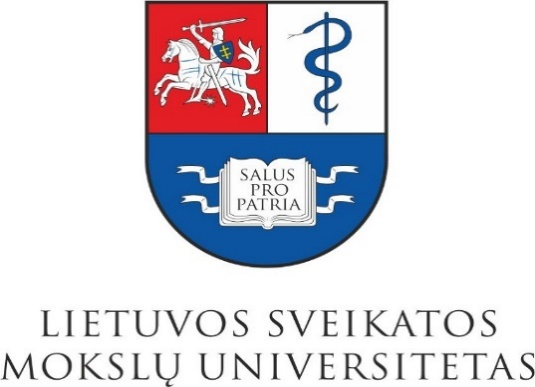 SALUS
PRO
PATRIA
LIETUVOS SVEIKATOS
MOKSLŲ UNIVERSITETAS